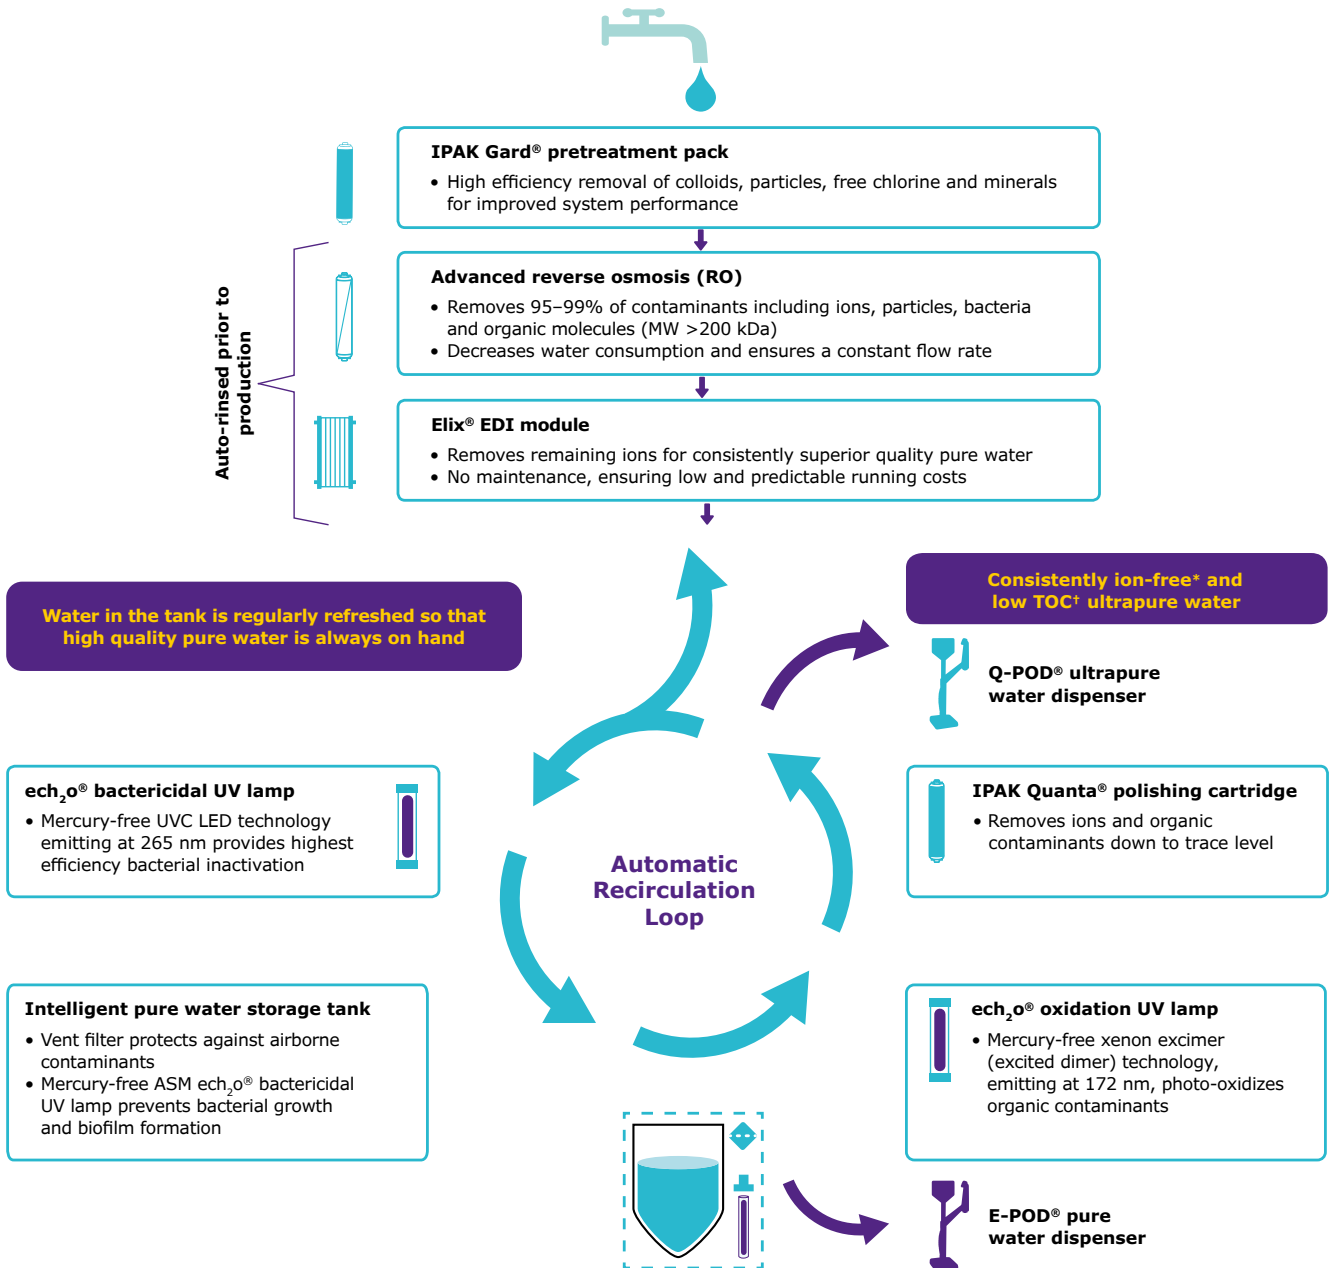 IPAK Gard® pretreatment pack
• High efficiency removal of colloids, particles, free chlorine and minerals
for improved system performance
Auto-rinsed prior to
production
Advanced reverse osmosis (RO)
• Removes 95–99% of contaminants including ions, particles, bacteria
and organic molecules (MW >200 kDa)
• Decreases water consumption and ensures a constant flow rate
Elix® EDI module
• Removes remaining ions for consistently superior quality pure water
• No maintenance, ensuring low and predictable running costs
Water in the tank is regularly refreshed so that
high quality pure water is always on hand
Consistently ion-free* and
low TOC† ultrapure water
Q-POD® ultrapure
water dispenser
ech₂o® bactericidal UV lamp
• Mercury-free UVC LED technology
emitting at 265 nm provides highest
efficiency bacterial inactivation
Automatic
Recirculation
Loop
IPAK Quanta® polishing cartridge
• Removes ions and organic
contaminants down to trace level
Intelligent pure water storage tank
• Vent filter protects against airborne
contaminants
• Mercury-free ASM ech₂o® bactericidal
UV lamp prevents bacterial growth
and biofilm formation
ech₂o® oxidation UV lamp
• Mercury-free xenon excimer
(excited dimer) technology,
emitting at 172 nm, photo-oxidizes
organic contaminants
E-POD® pure
water dispenser